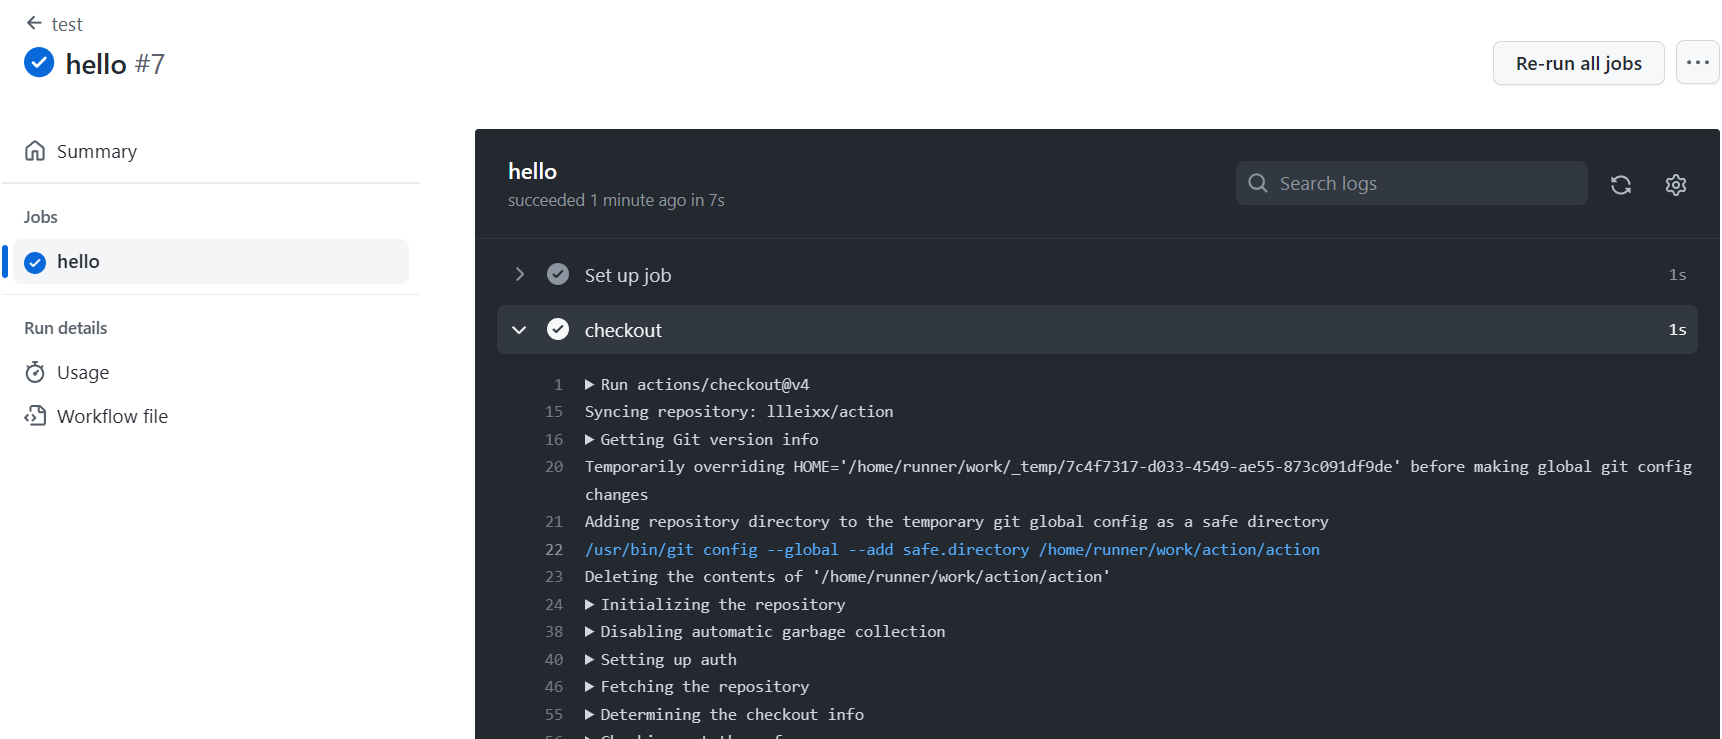 test
hello #7
Re-run all jobs
Summary
Jobs
hello
Run details
Usage
Workflow file
hello
succeeded 1 minute ago in 7s
Search logs
Set up job 1s
checkout 1s
1 Run actions/checkout@v4
15 Syncing repository: llleixx/action
16 Getting Git version info
20 Temporarily overriding HOME='/home/runner/work/_temp/7c4f7317-d033-4549-ae55-873c091df9de' before making global git config
changes
21 Adding repository directory to the temporary git global config as a safe directory
22 /usr/bin/git config --global --add safe.directory /home/runner/work/action/action
23 Deleting the contents of '/home/runner/work/action/action'
24 Initializing the repository
38 Disabling automatic garbage collection
40 Setting up auth
46 Fetching the repository
55 Determining the checkout info